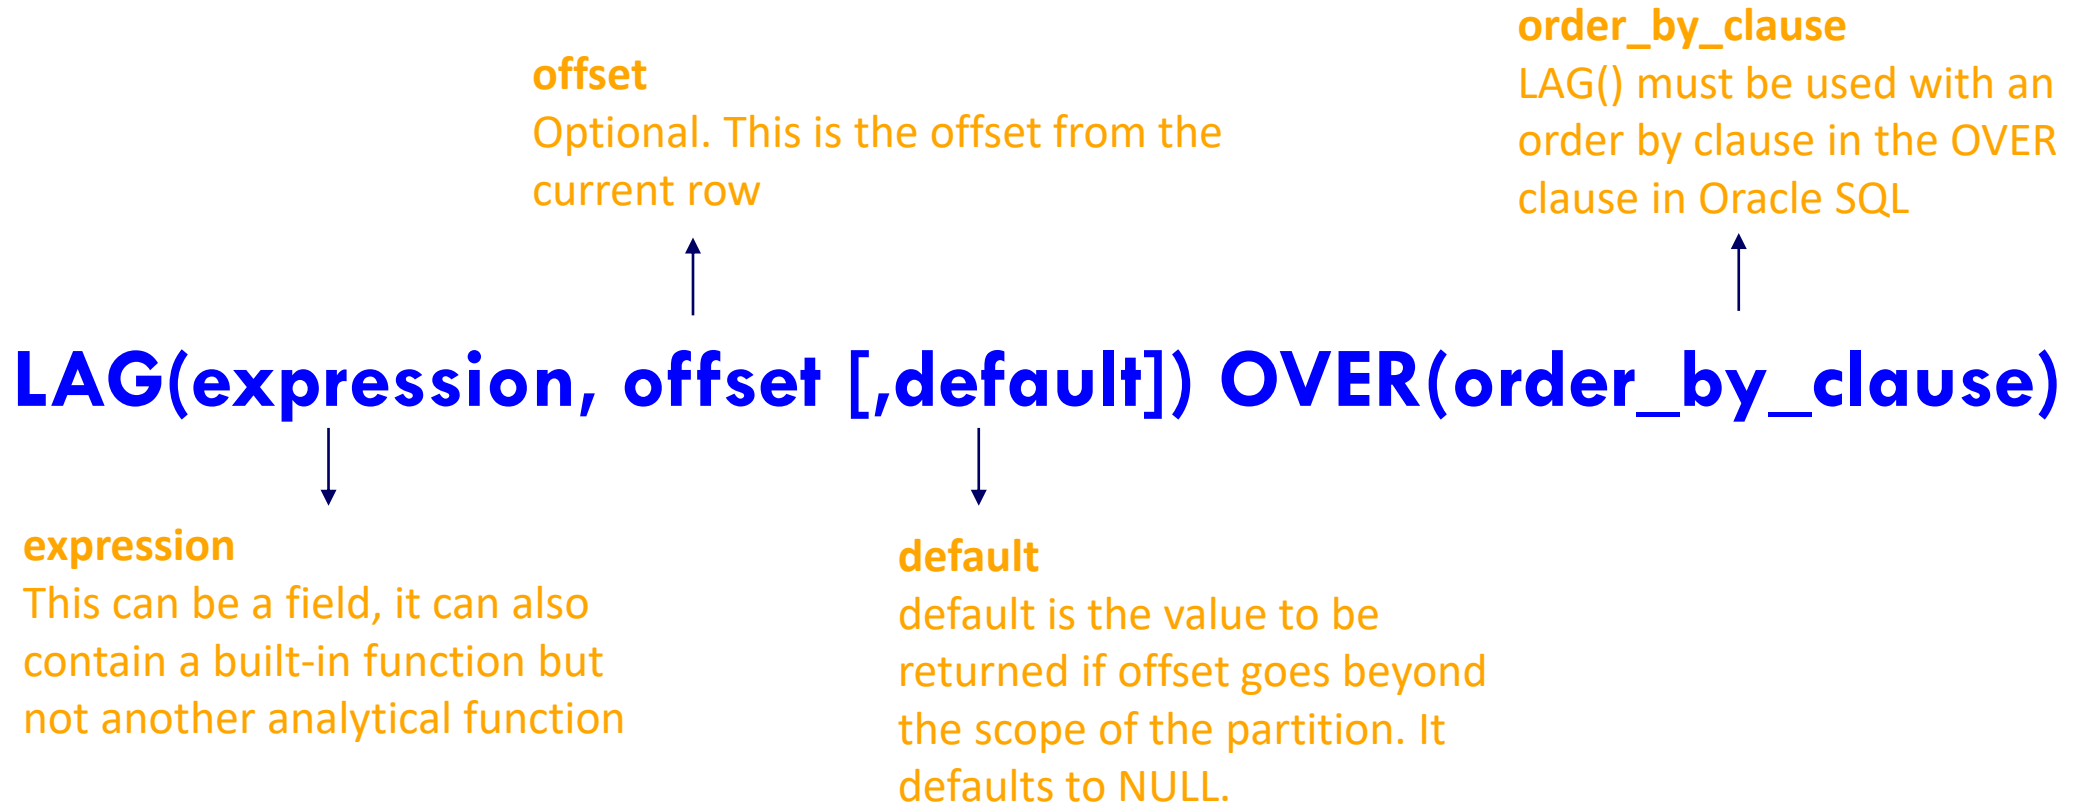 order_by_clause
LAG() must be used with an
order by clause in the OVER
clause in Oracle SQL
offset
Optional. This is the offset from the
current row
LAG(expression, offset [,default]) OVER(order_by_clause)
expression
This can be a field, it can also
contain a built-in function but
not another analytical function
default
default is the value to be
returned if offset goes beyond
the scope of the partition. It
defaults to NULL.